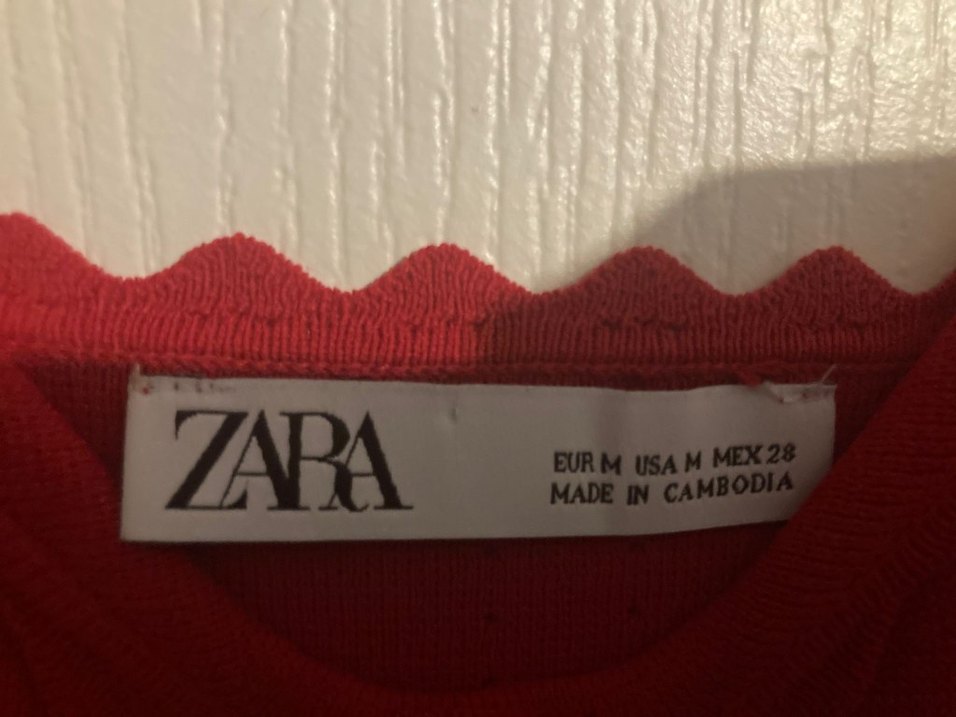 ZARA
EUR M USA M MEX 28
MADE IN CAMBODIA